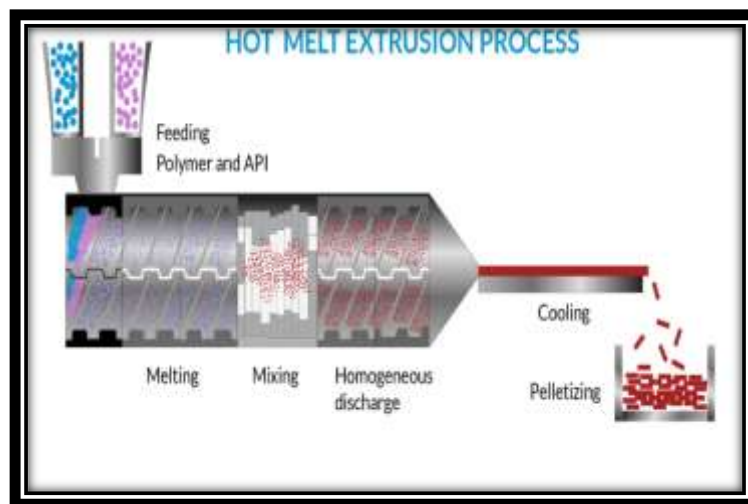 HOT MELT EXTRUSION PROCESS
Feeding
Polymer and API
Cooling
Melting
Mixing
Homogeneous
discharge
Pelletizing